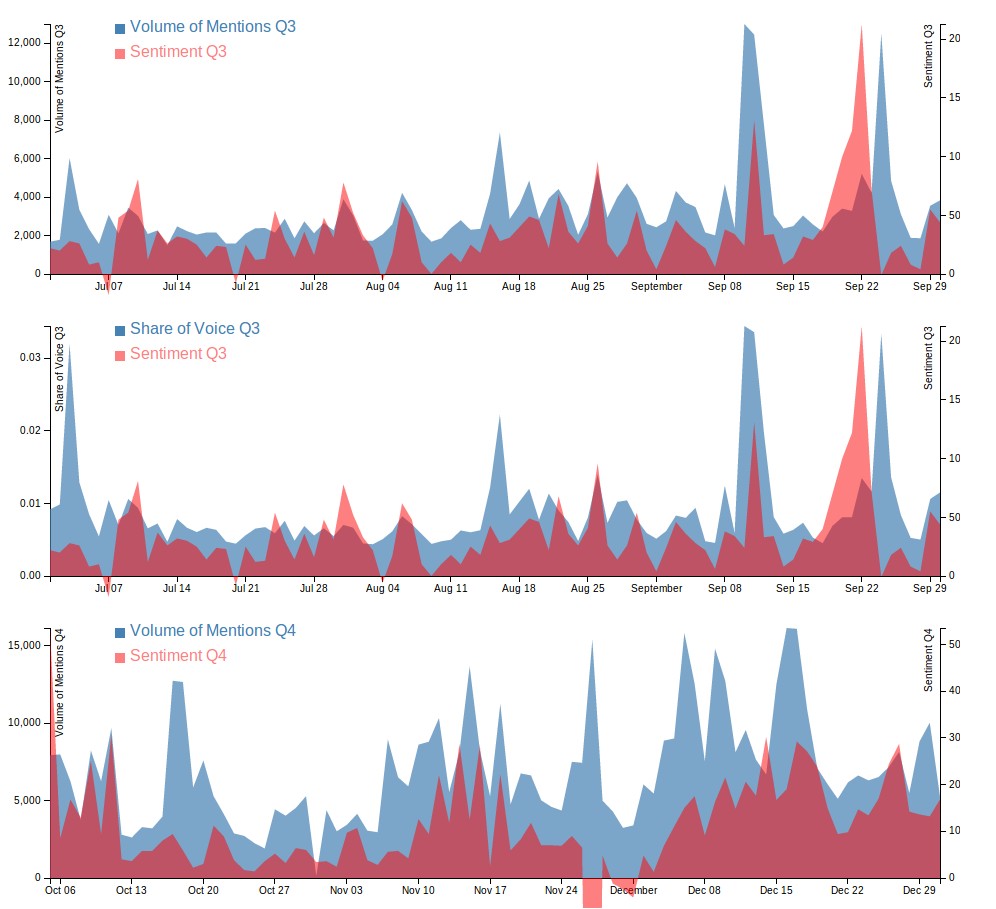 Volume of Mentions Q3
Sentiment Q3
Volume of Mentions Q3
Sentiment Q3
12,000
10,000
8,000
6,000
4,000
2,000
0
20
15
10
50
0
Jul 07
Jul 14
Jul 21
Jul 28
Aug 04
Aug 11
Aug 18
Aug 25
September
Sep 08
Sep 15
Sep 22
Sep 29
Share of Voice Q3
Sentiment Q3
Share of Voice Q3
Sentiment Q3
0.03
0.02
0.01
0.00
20
15
10
50
0
Jul 07
Jul 14
Jul 21
Jul 28
Aug 04
Aug 11
Aug 18
Aug 25
September
Sep 08
Sep 15
Sep 22
Sep 29
Volume of Mentions Q4
Sentiment Q4
Volume of Mentions Q4
Sentiment Q4
15,000
10,000
5,000
0
50
40
30
20
10
0
Oct 06
Oct 13
Oct 20
Oct 27
Nov 03
Nov 10
Nov 17
Nov 24
December
Dec 08
Dec 15
Dec 22
Dec 29